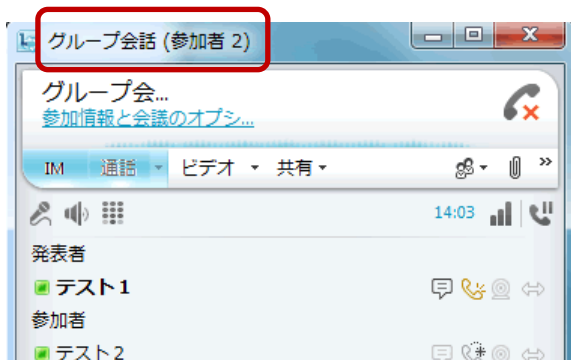 グループ会話 (参加者 2)
グループ会...
参加情報と会議のオプシ...
IM 通話 ビデオ 共有
14:03
発表者
テスト1
参加者
テスト2